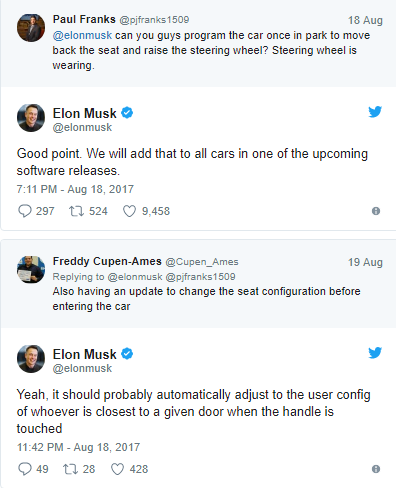 Paul Franks @pjfranks1509 18 Aug
@elonmusk can you guys program the car once in park to move
back the seat and raise the steering wheel? Steering wheel is
wearing.
Elon Musk
@elonmusk
Good point. We will add that to all cars in one of the upcoming
software releases.
7:11 PM - Aug 18, 2017
297 524 9,458
Freddy Cupen-Ames @Cupen_Ames 19 Aug
Replying to @elonmusk @pjfranks1509
Also having an update to change the seat configuration before
entering the car
Elon Musk
@elonmusk
Yeah, it should probably automatically adjust to the user config
of whoever is closest to a given door when the handle is
touched
11:42 PM - Aug 18, 2017
49 28 428